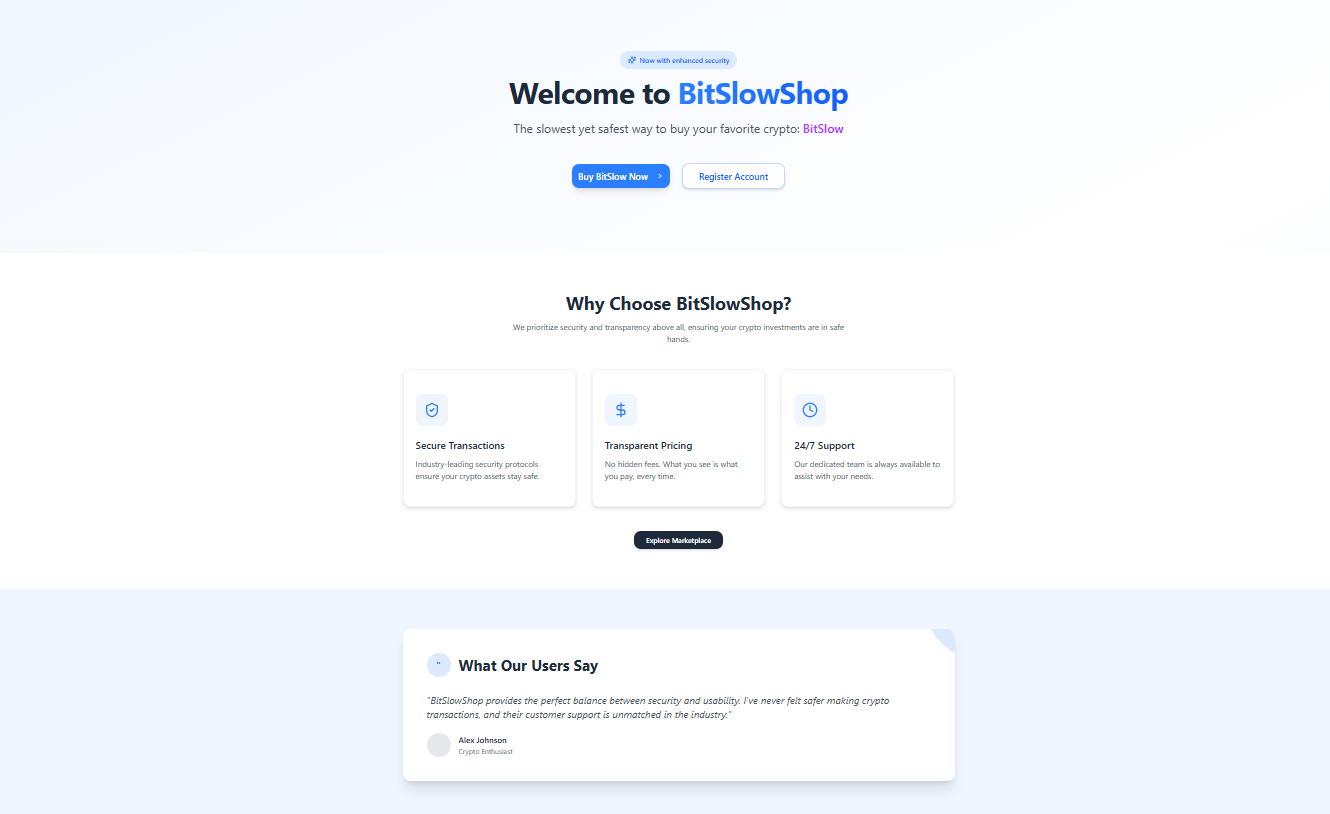 Now with enhanced security
Welcome to BitSlowShop
The slowest yet safest way to buy your favorite crypto: BitSlow
Buy BitSlow Now
Register Account
Why Choose BitSlowShop?
We prioritize security and transparency above all, ensuring your crypto investments are in safe
hands.
Secure Transactions
Industry-leading security protocols
ensure your crypto assets stay safe.
Transparent Pricing
No hidden fees. What you see is what
you pay, every time.
24/7 Support
Our dedicated team is always available to
assist with your needs.
Explore Marketplace
"
What Our Users Say
"BitSlowShop provides the perfect balance between security and usability. I've never felt safer making crypto
transactions, and their customer support is unmatched in the industry."
Alex Johnson
Crypto Enthusiast